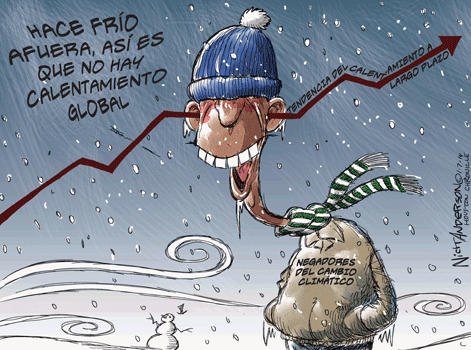 HACE FRÍO
AFUERA, ASÍ ES
QUE NO HAY
CALENTAMIENTO
GLOBAL
TENDENCIA DEL CALENTAMIENTO A
LARGO PLAZO
NEGADORES
DEL CAMBIO
CLIMÁTICO
NICK ANDERSON
HOUSTON CHRONICLE